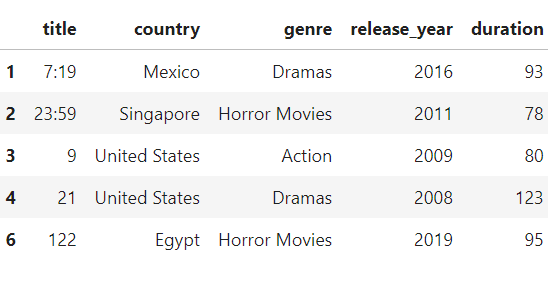 title country genre release_year duration
1 7:19 Mexico Dramas 2016 93
2 23:59 Singapore Horror Movies 2011 78
3 9 United States Action 2009 80
4 21 United States Dramas 2008 123
6 122 Egypt Horror Movies 2019 95